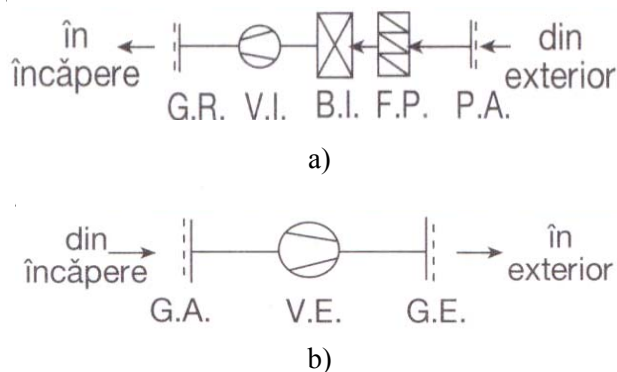 în
încăpere
din
exterior
G.R. V.I. B.I. F.P. P.A.
a)
din
încăpere
în
exterior
G.A. V.E. G.E.
b)